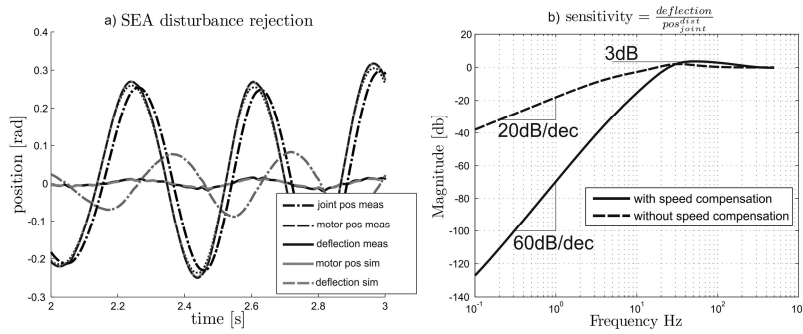 a) SEA disturbance rejection
0.4
0.3
0.2
0.1
0
-0.1
-0.2
-0.3
position [rad]
2
2.2
2.4
2.6
2.8
3
time [s]
joint pos meas
motor pos meas
deflection meas
motor pos sim
deflection sim
b) sensitivity = deflection / pos_joint^dist
20
0
-20
-40
-60
-80
-100
-120
-140
Magnitude [db]
3dB
20dB/dec
60dB/dec
with speed compensation
without speed compensation
10^-1
10^0
10^1
10^2
10^3
Frequency Hz